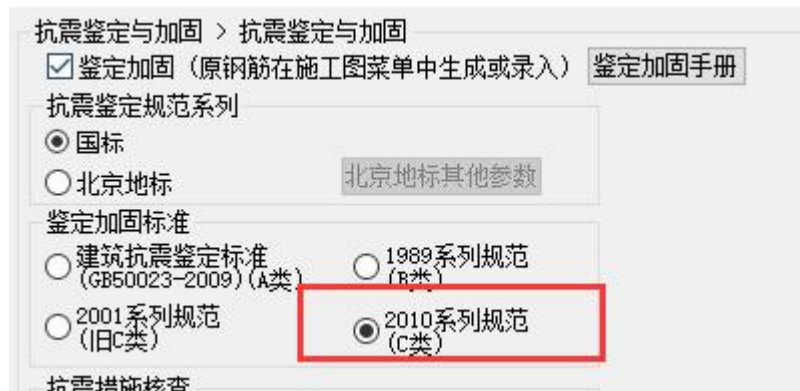 抗震鉴定与加固 > 抗震鉴定与加固
鉴定加固（原钢筋在施工图菜单中生成或录入） 鉴定加固手册
抗震鉴定规范系列
国标
北京地标 北京地标其他参数
鉴定加固标准
建筑抗震鉴定标准
(GB50023-2009)(A类)
1989系列规范
(B类)
2001系列规范
(旧C类)
2010系列规范
(C类)
抗震措施核查